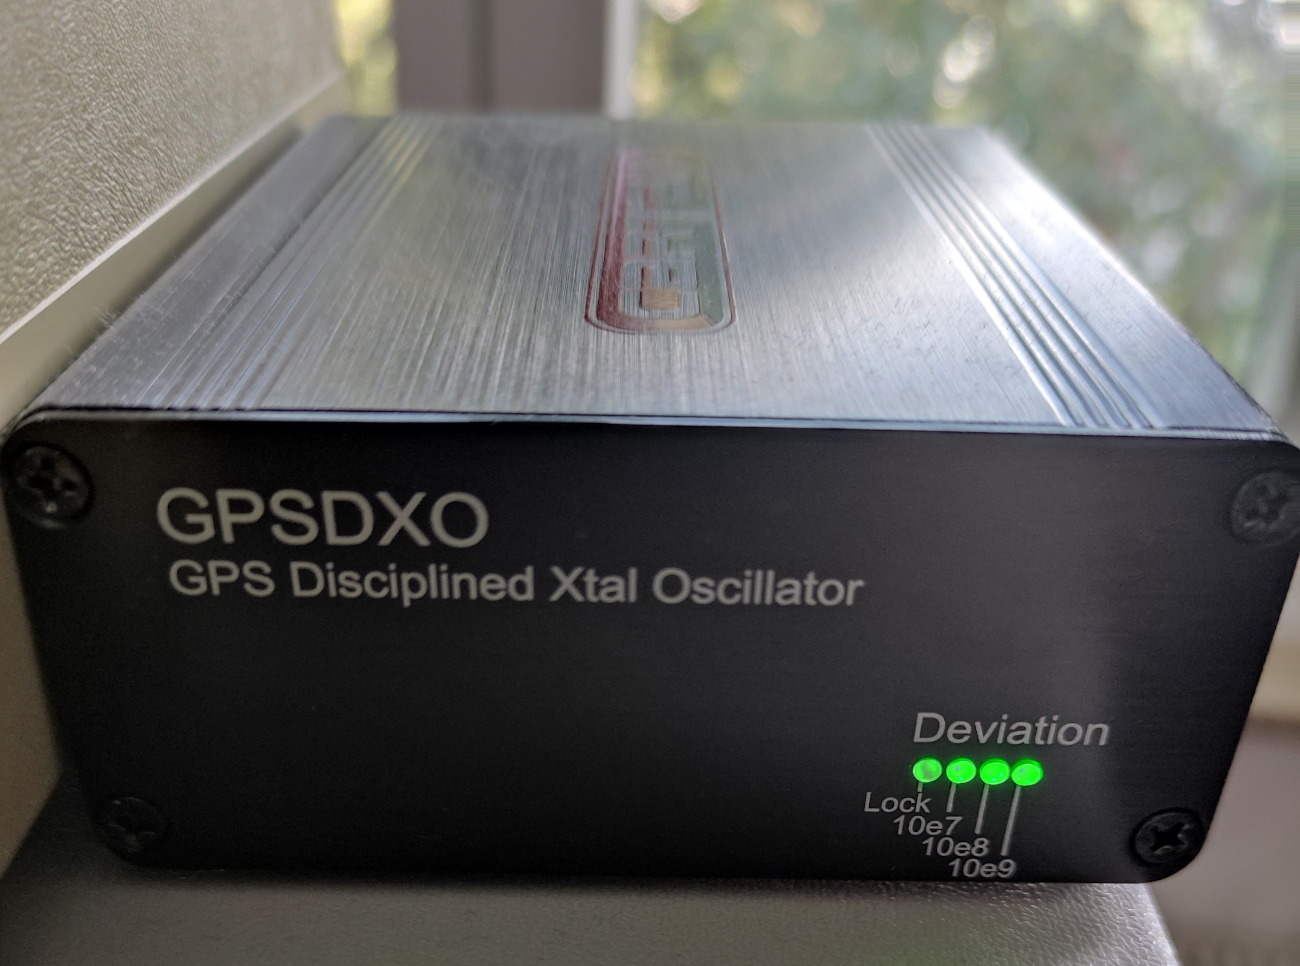 GPSDXO
GPS Disciplined Xtal Oscillator
Deviation
Lock
10e7
10e8
10e9